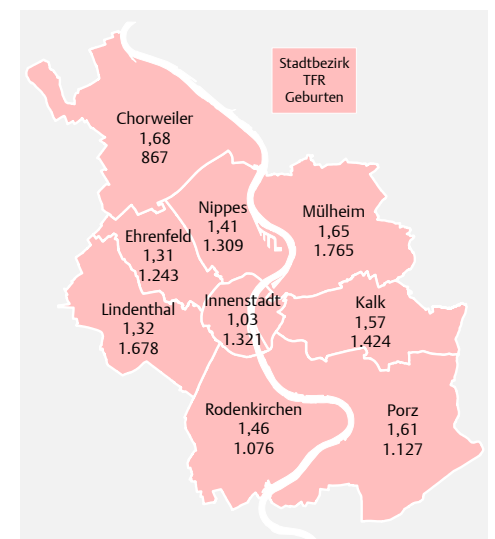 Stadtbezirk
TFR
Geburten
Chorweiler
1,68
867
Nippes
1,41
1.309
Mülheim
1,65
1.765
Ehrenfeld
1,31
1.243
Innenstadt
1,03
1.321
Kalk
1,57
1.424
Lindenthal
1,32
1.678
Rodenkirchen
1,46
1.076
Porz
1,61
1.127